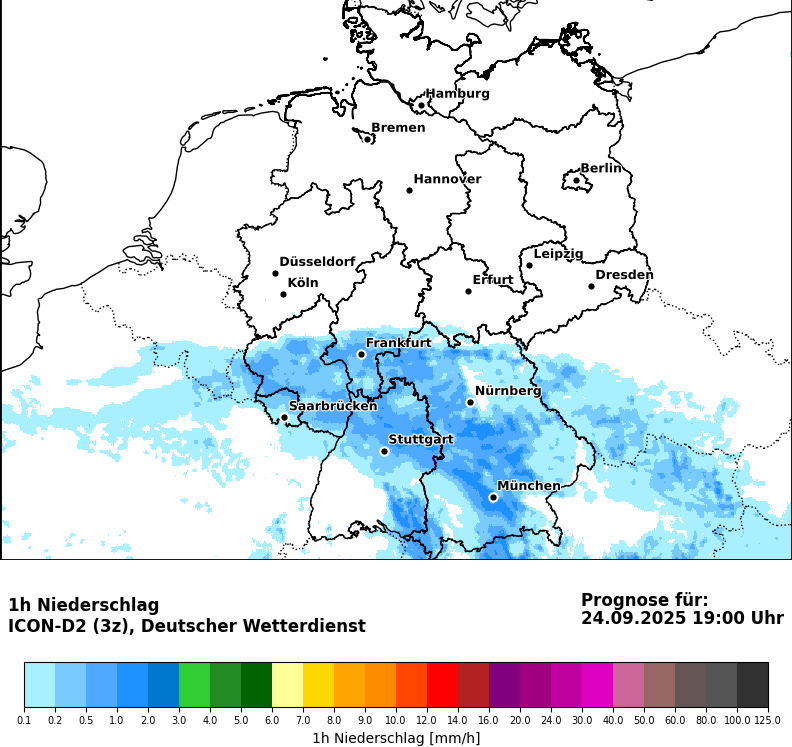 Hamburg
Bremen
Berlin
Hannover
Düsseldorf
Leipzig
Köln
Erfurt
Dresden
Frankfurt
Nürnberg
Saarbrücken
Stuttgart
München
1h Niederschlag
ICON-D2 (3z), Deutscher Wetterdienst
Prognose für:
24.09.2025 19:00 Uhr
0.1 0.2 0.5 1.0 2.0 3.0 4.0 5.0 6.0 7.0 8.0 9.0 10.0 12.0 14.0 16.0 20.0 24.0 30.0 40.0 50.0 60.0 80.0 100.0 125.0
1h Niederschlag [mm/h]